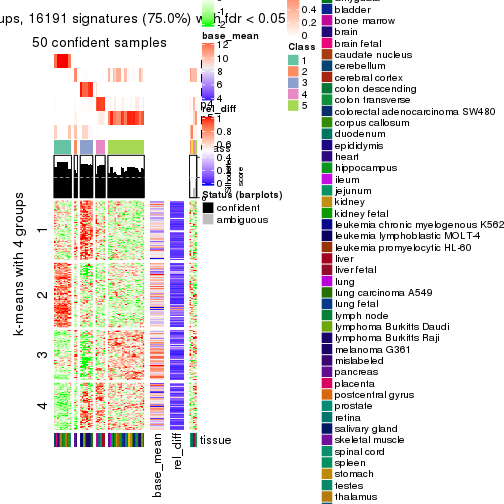 ups, 16191 signatures (75.0%) with fdr < 0.05
50 confident samples
base_mean
12
10
8
6
4
rel_diff
1
0.8
0.6
0.4
0.2
0
Status (barplots)
confident
ambiguous
0.4
0.2
0
Class
1
2
3
4
5
k-means with 4 groups
1
2
3
4
base_mean
rel_diff
tissue
bladder
bone marrow
brain
brain fetal
caudate nucleus
cerebellum
cerebral cortex
colon descending
colon transverse
colorectal adenocarcinoma SW480
corpus callosum
duodenum
epididymis
heart
hippocampus
ileum
jejunum
kidney
kidney fetal
leukemia chronic myelogenous K562
leukemia lymphoblastic MOLT-4
leukemia promyelocytic HL-60
liver
liver fetal
lung
lung carcinoma A549
lung fetal
lymph node
lymphoma Burkitts Daudi
lymphoma Burkitts Raji
melanoma G361
mislabeled
pancreas
placenta
postcentral gyrus
prostate
retina
salivary gland
skeletal muscle
spinal cord
spleen
stomach
testes
thalamus